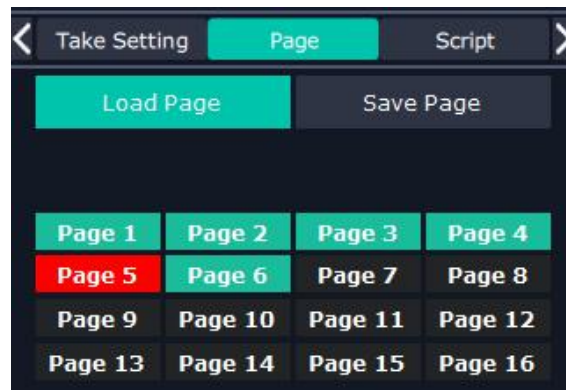 Take Setting Page Script
Load Page Save Page
Page 1 Page 2 Page 3 Page 4
Page 5 Page 6 Page 7 Page 8
Page 9 Page 10 Page 11 Page 12
Page 13 Page 14 Page 15 Page 16